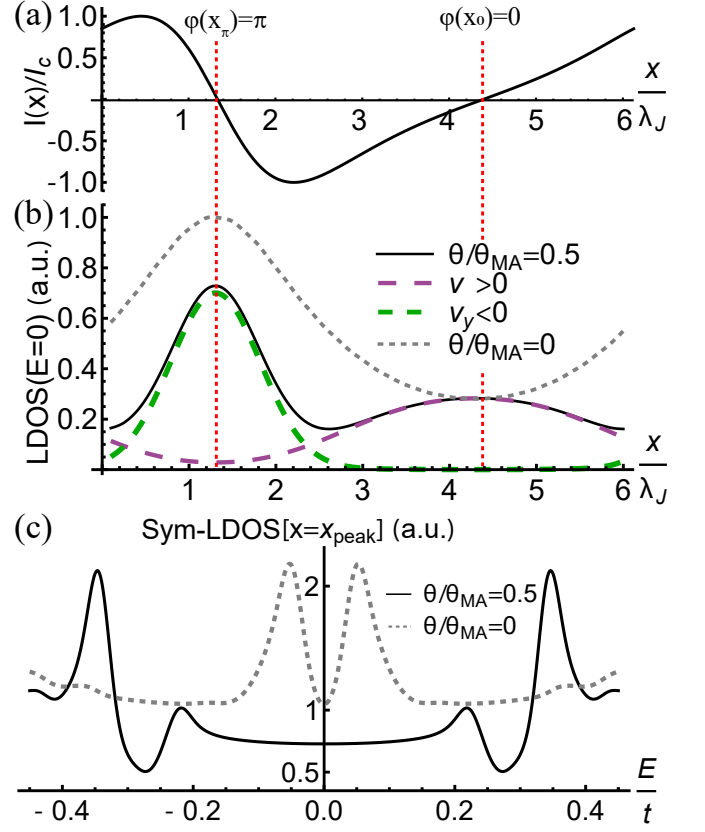 (a)
φ(x_π)=π
φ(x₀)=0
I(x)/I_c
1.0
0.5
-0.5
-1.0
1 2 3 4 5 6
x/λ_J
(b)
LDOS(E=0) (a.u.)
1.0
0.8
0.6
0.4
0.2
θ/θ_MA=0.5
v >0
v_y<0
θ/θ_MA=0
1 2 3 4 5 6
x/λ_J
(c)
Sym-LDOS[x=x_peak] (a.u.)
2
1
0.5
θ/θ_MA=0.5
θ/θ_MA=0
- 0.4 - 0.2 0.0 0.2 0.4
E/t